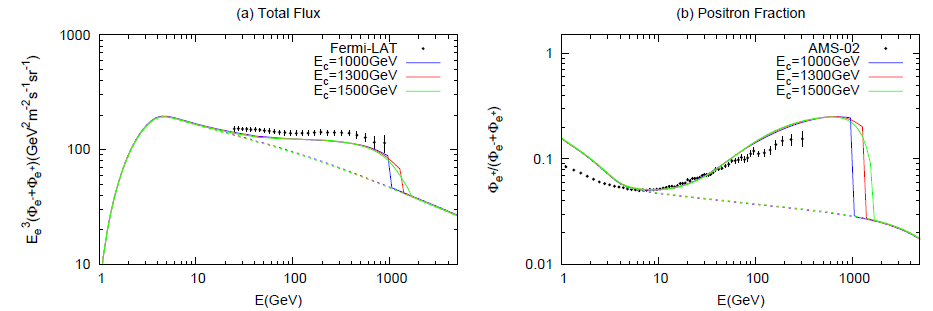 (a) Total Flux
E_e^3(Φ_e-+Φ_e+)(GeV^2m^-2s^-1sr^-1)
1000
100
10
Fermi-LAT
E_c=1000GeV
E_c=1300GeV
E_c=1500GeV
1 10 100 1000
E(GeV)
(b) Positron Fraction
Φ_e+/(Φ_e-+Φ_e+)
1
0.1
0.01
AMS-02
E_c=1000GeV
E_c=1300GeV
E_c=1500GeV
1 10 100 1000
E(GeV)